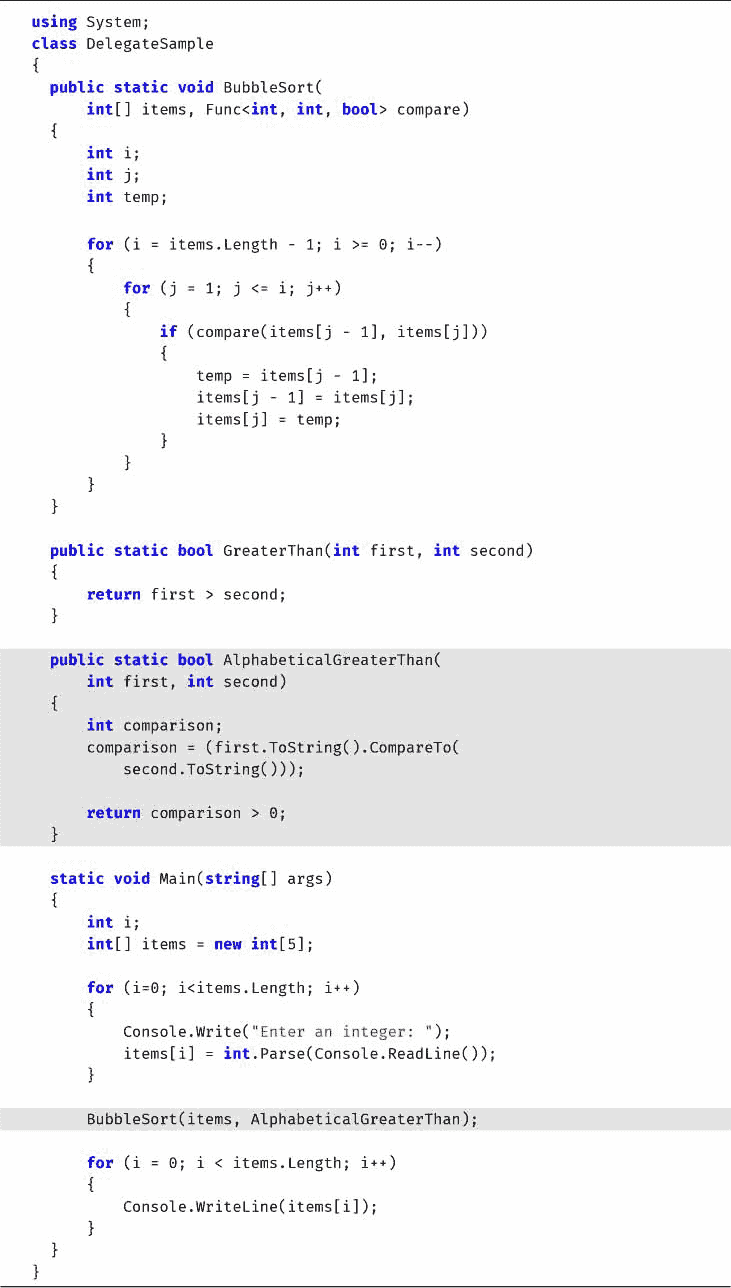 using System;
class DelegateSample
{
  public static void BubbleSort(
      int[] items, Func<int, int, bool> compare)
  {
      int i;
      int j;
      int temp;

      for (i = items.Length - 1; i >= 0; i--)
      {
          for (j = 1; j <= i; j++)
          {
              if (compare(items[j - 1], items[j]))
              {
                  temp = items[j - 1];
                  items[j - 1] = items[j];
                  items[j] = temp;
              }
          }
      }
  }

  public static bool GreaterThan(int first, int second)
  {
      return first > second;
  }

  public static bool AlphabeticalGreaterThan(
      int first, int second)
  {
      int comparison;
      comparison = (first.ToString().CompareTo(
          second.ToString()));

      return comparison > 0;
  }

  static void Main(string[] args)
  {
      int i;
      int[] items = new int[5];

      for (i=0; i<items.Length; i++)
      {
          Console.Write("Enter an integer: ");
          items[i] = int.Parse(Console.ReadLine());
      }

      BubbleSort(items, AlphabeticalGreaterThan);

      for (i = 0; i < items.Length; i++)
      {
          Console.WriteLine(items[i]);
      }
  }
}